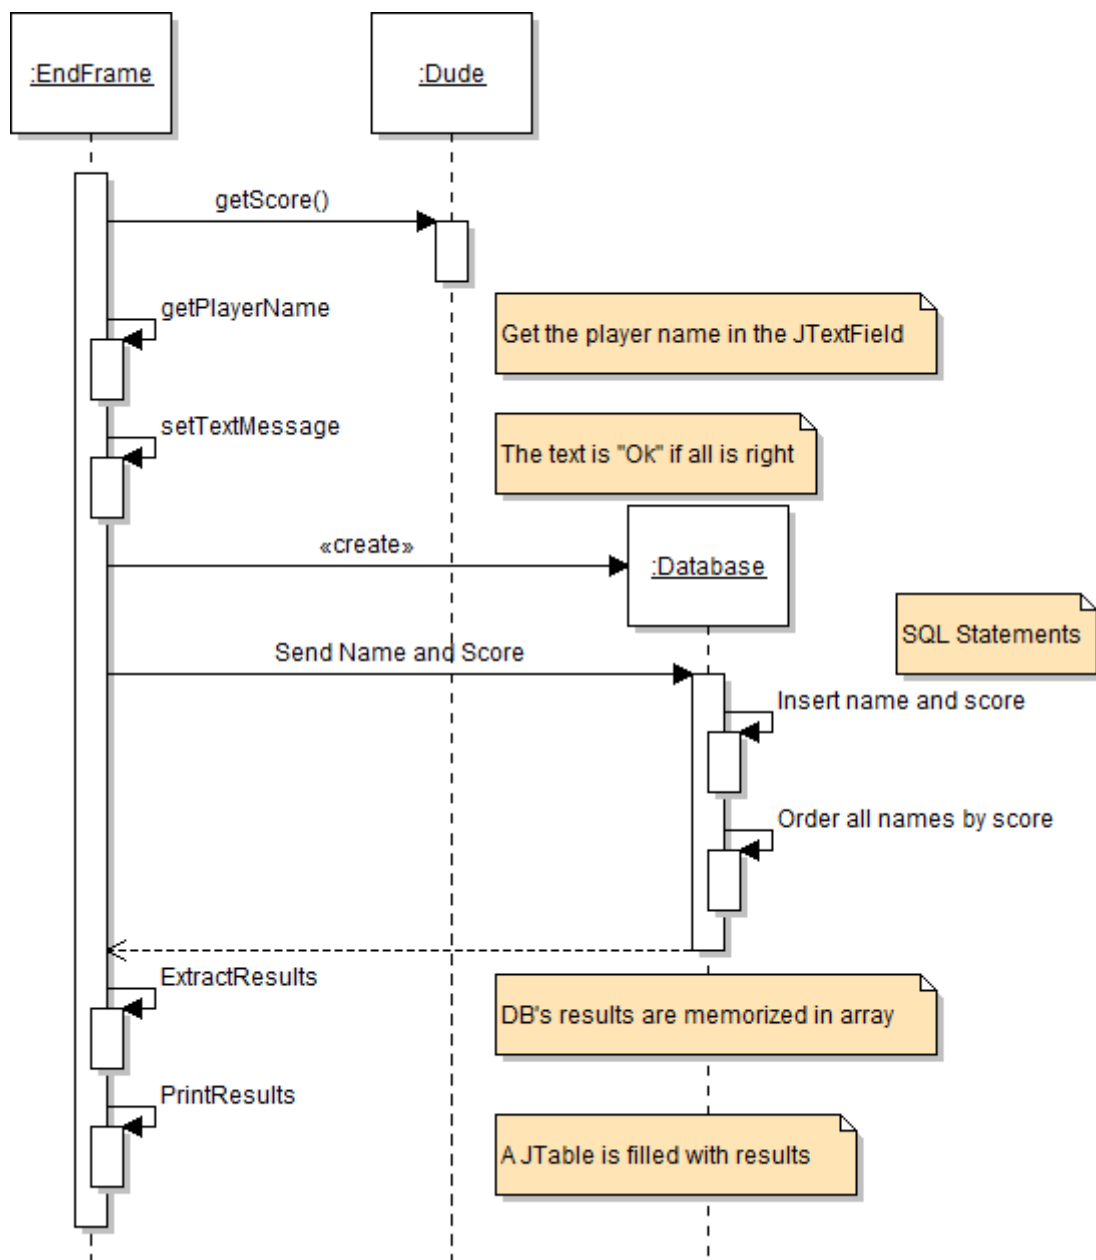 :EndFrame
:Dude
getScore()
getPlayerName
Get the player name in the JTextField
setTextMessage
The text is "Ok" if all is right
«create»
:Database
SQL Statements
Send Name and Score
Insert name and score
Order all names by score
ExtractResults
DB's results are memorized in array
PrintResults
A JTable is filled with results